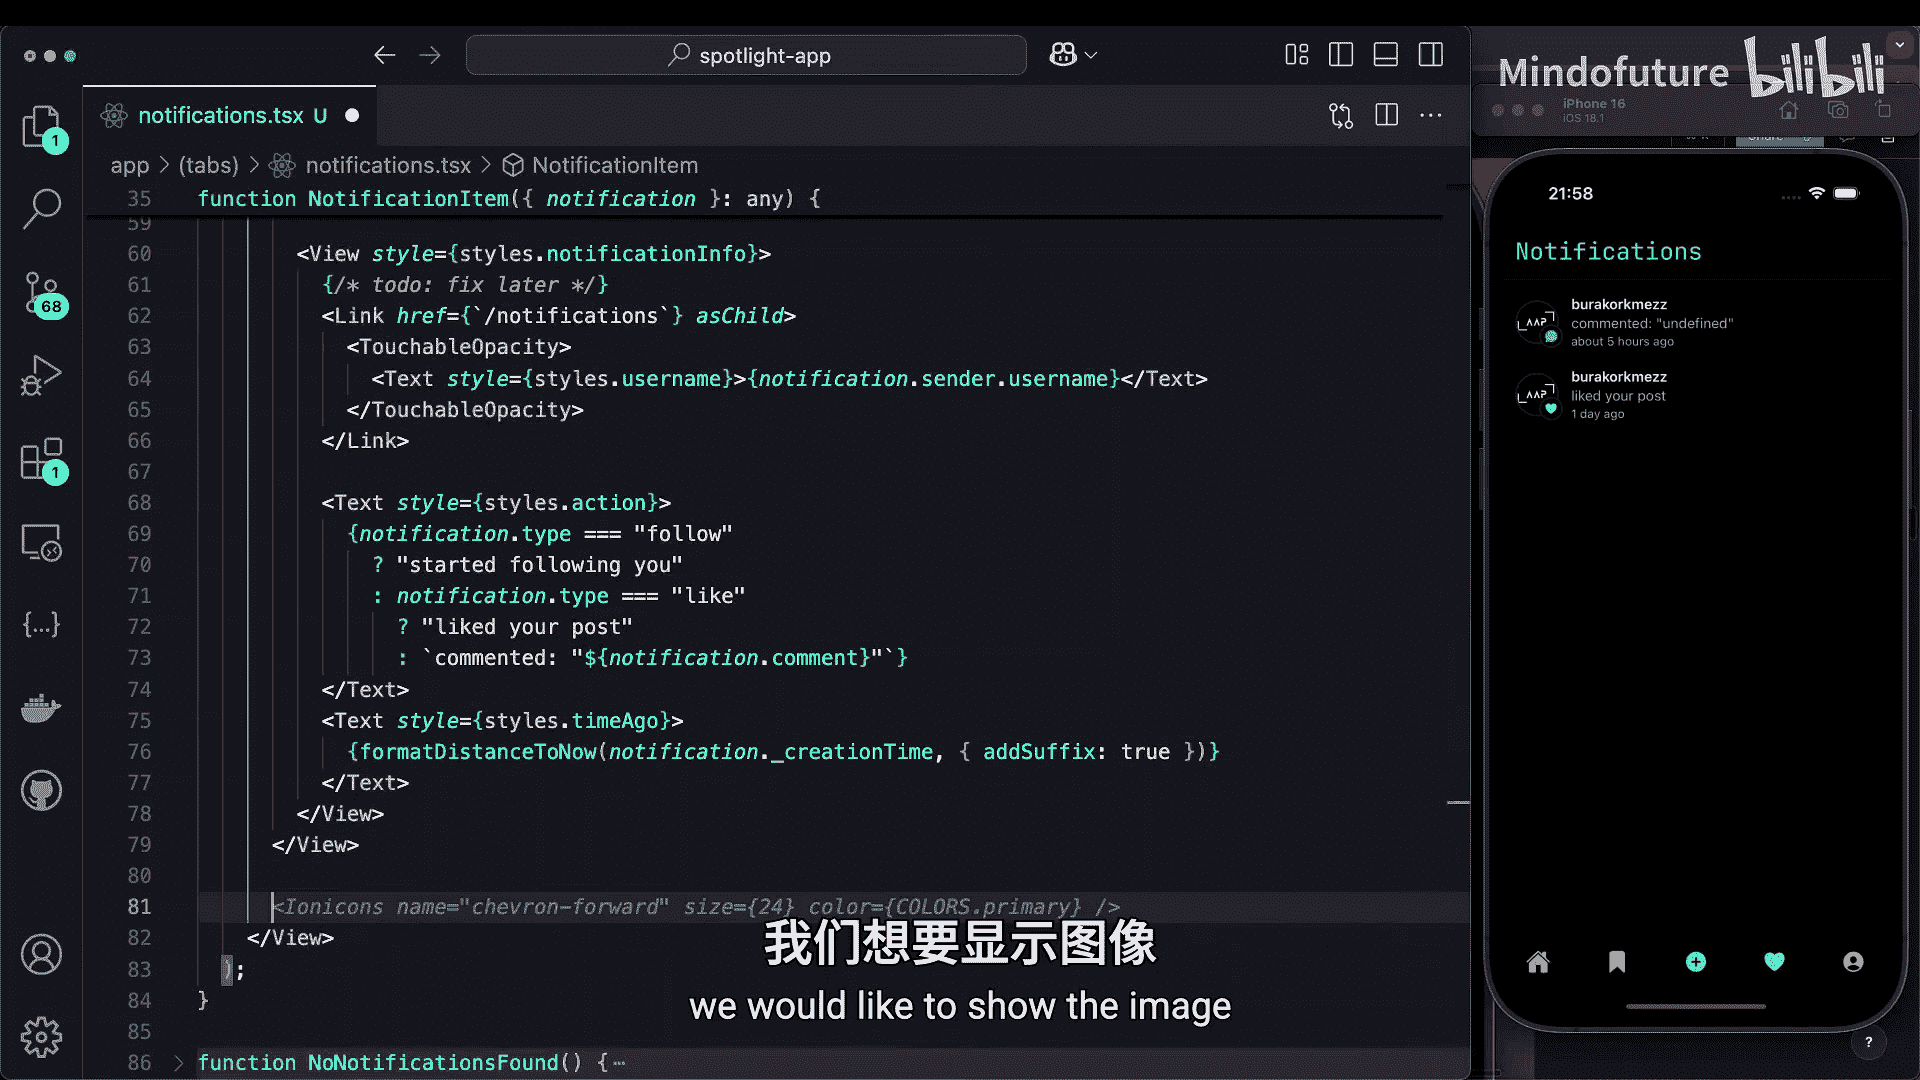 spotlight-app
Mindofuture bilibili
iPhone 16
iOS 18.1
1
notifications.tsx U
app > (tabs) > notifications.tsx > NotificationItem
35 function NotificationItem({ notification }: any) {
59
60 <View style={styles.notificationInfo}>
61 {/* todo: fix later */}
62 <Link href={`/notifications`} asChild>
63 <TouchableOpacity>
64 <Text style={styles.username}>{notification.sender.username}</Text>
65 </TouchableOpacity>
66 </Link>
67
68 <Text style={styles.action}>
69 {notification.type === "follow"
70 ? "started following you"
71 : notification.type === "like"
72 ? "liked your post"
73 : `commented: "${notification.comment}"`}
74 </Text>
75 <Text style={styles.timeAgo}>
76 {formatDistanceToNow(notification._creationTime, { addSuffix: true })}
77 </Text>
78 </View>
79 </View>
80
81 <Ionicons name="chevron-forward" size={24} color={COLORS.primary} />
82 </View>
83 );
84 }
85
86 > function NoNotificationsFound() {…
68
1
21:58
Notifications
burakorkmezz
commented: "undefined"
about 5 hours ago
burakorkmezz
liked your post
1 day ago
?
我们想要显示图像
we would like to show the image